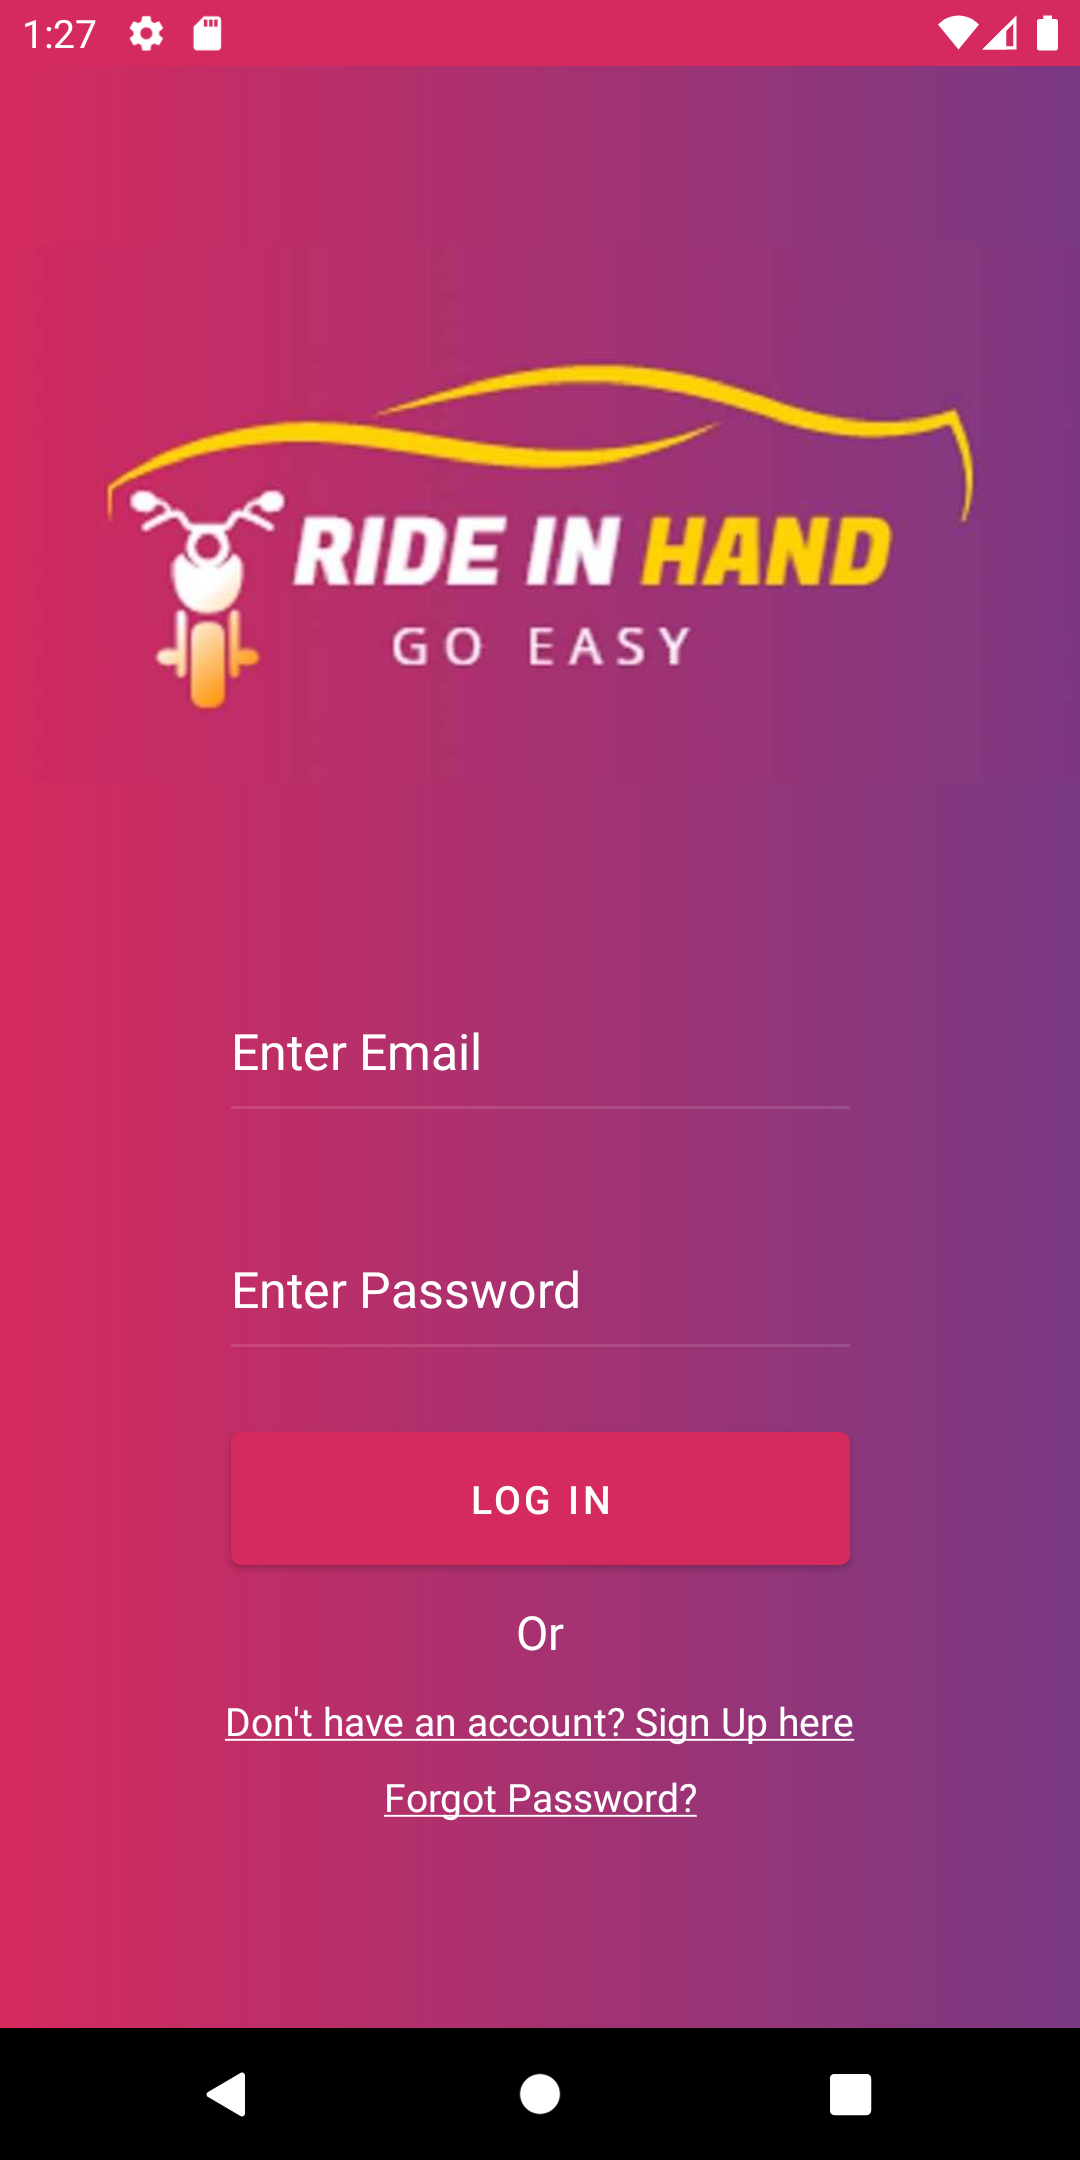 1:27
RIDE IN HAND
GO EASY
Enter Email
Enter Password
LOG IN
Or
Don't have an account? Sign Up here
Forgot Password?